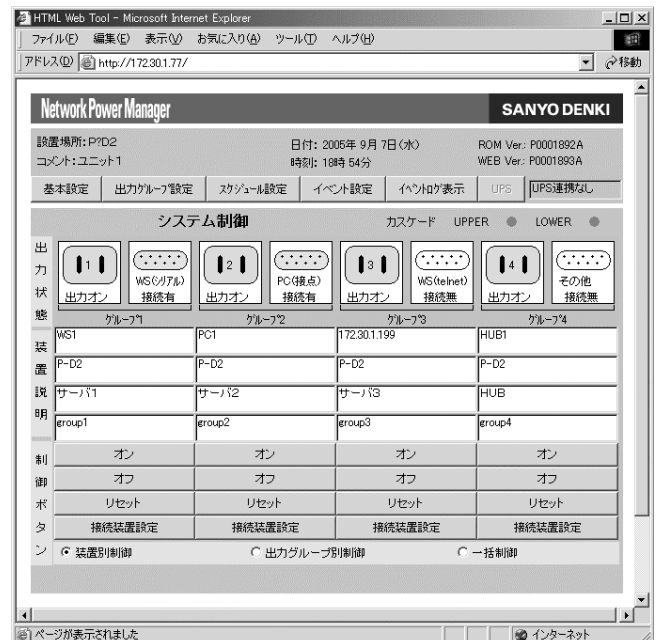 HTML Web Tool - Microsoft Internet Explorer
ファイル(F) 編集(E) 表示(V) お気に入り(A) ツール(T) ヘルプ(H)
アドレス(D) http://172.30.1.77/ 移動
Network Power Manager SANYO DENKI
設置場所:P?D2 日付: 2005年 9月 7日(水) ROM Ver.: P0001892A
コメント:ユニット1 時刻: 18時 54分 WEB Ver.: P0001893A
基本設定 出力グループ設定 スケジュール設定 イベント設定 イベントログ表示 UPS UPS連携なし
システム制御 カスケード UPPER LOWER
出力状態
1 WS(シリアル) 2 PC(接点) 3 WS(telnet) 4 その他
出力オン 接続有 出力オン 接続有 出力オン 接続無 出力オン 接続無
グループ1 グループ2 グループ3 グループ4
装置説明
WS1 PC1 172.30.1.199 HUB1
P-D2 P-D2 P-D2 P-D2
サーバ1 サーバ2 サーバ3 HUB
group1 group2 group3 group4
制御ボタン
オン オン オン オン
オフ オフ オフ オフ
リセット リセット リセット リセット
接続装置設定 接続装置設定 接続装置設定 接続装置設定
装置別制御 出力グループ別制御 一括制御
ページが表示されました インターネット